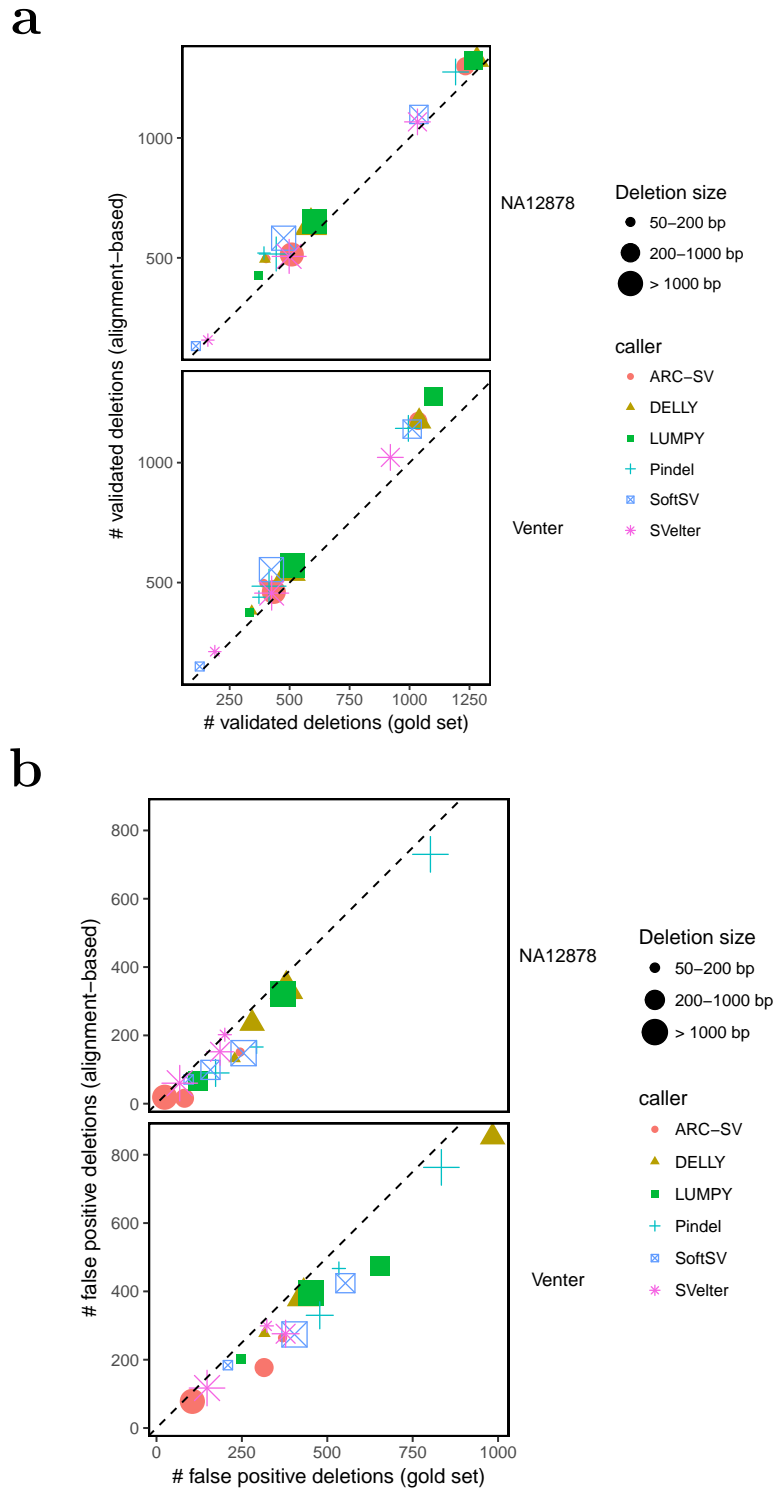 a
1000
500
NA12878
1000
500
Venter
250 500 750 1000 1250
# validated deletions (gold set)
# validated deletions (alignment−based)
Deletion size
50−200 bp
200−1000 bp
> 1000 bp
caller
ARC−SV
DELLY
LUMPY
Pindel
SoftSV
SVelter
b
800
600
400
200
0
NA12878
800
600
400
200
0
Venter
0 250 500 750 1000
# false positive deletions (gold set)
# false positive deletions (alignment−based)
Deletion size
50−200 bp
200−1000 bp
> 1000 bp
caller
ARC−SV
DELLY
LUMPY
Pindel
SoftSV
SVelter